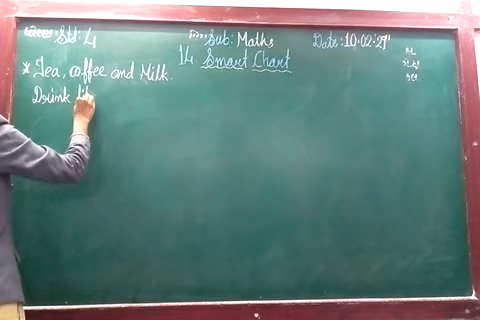 Std: 4
Sub: Maths
Date: 10:02:21
14 Smart Chart
* Tea, coffee and Milk.
Drink